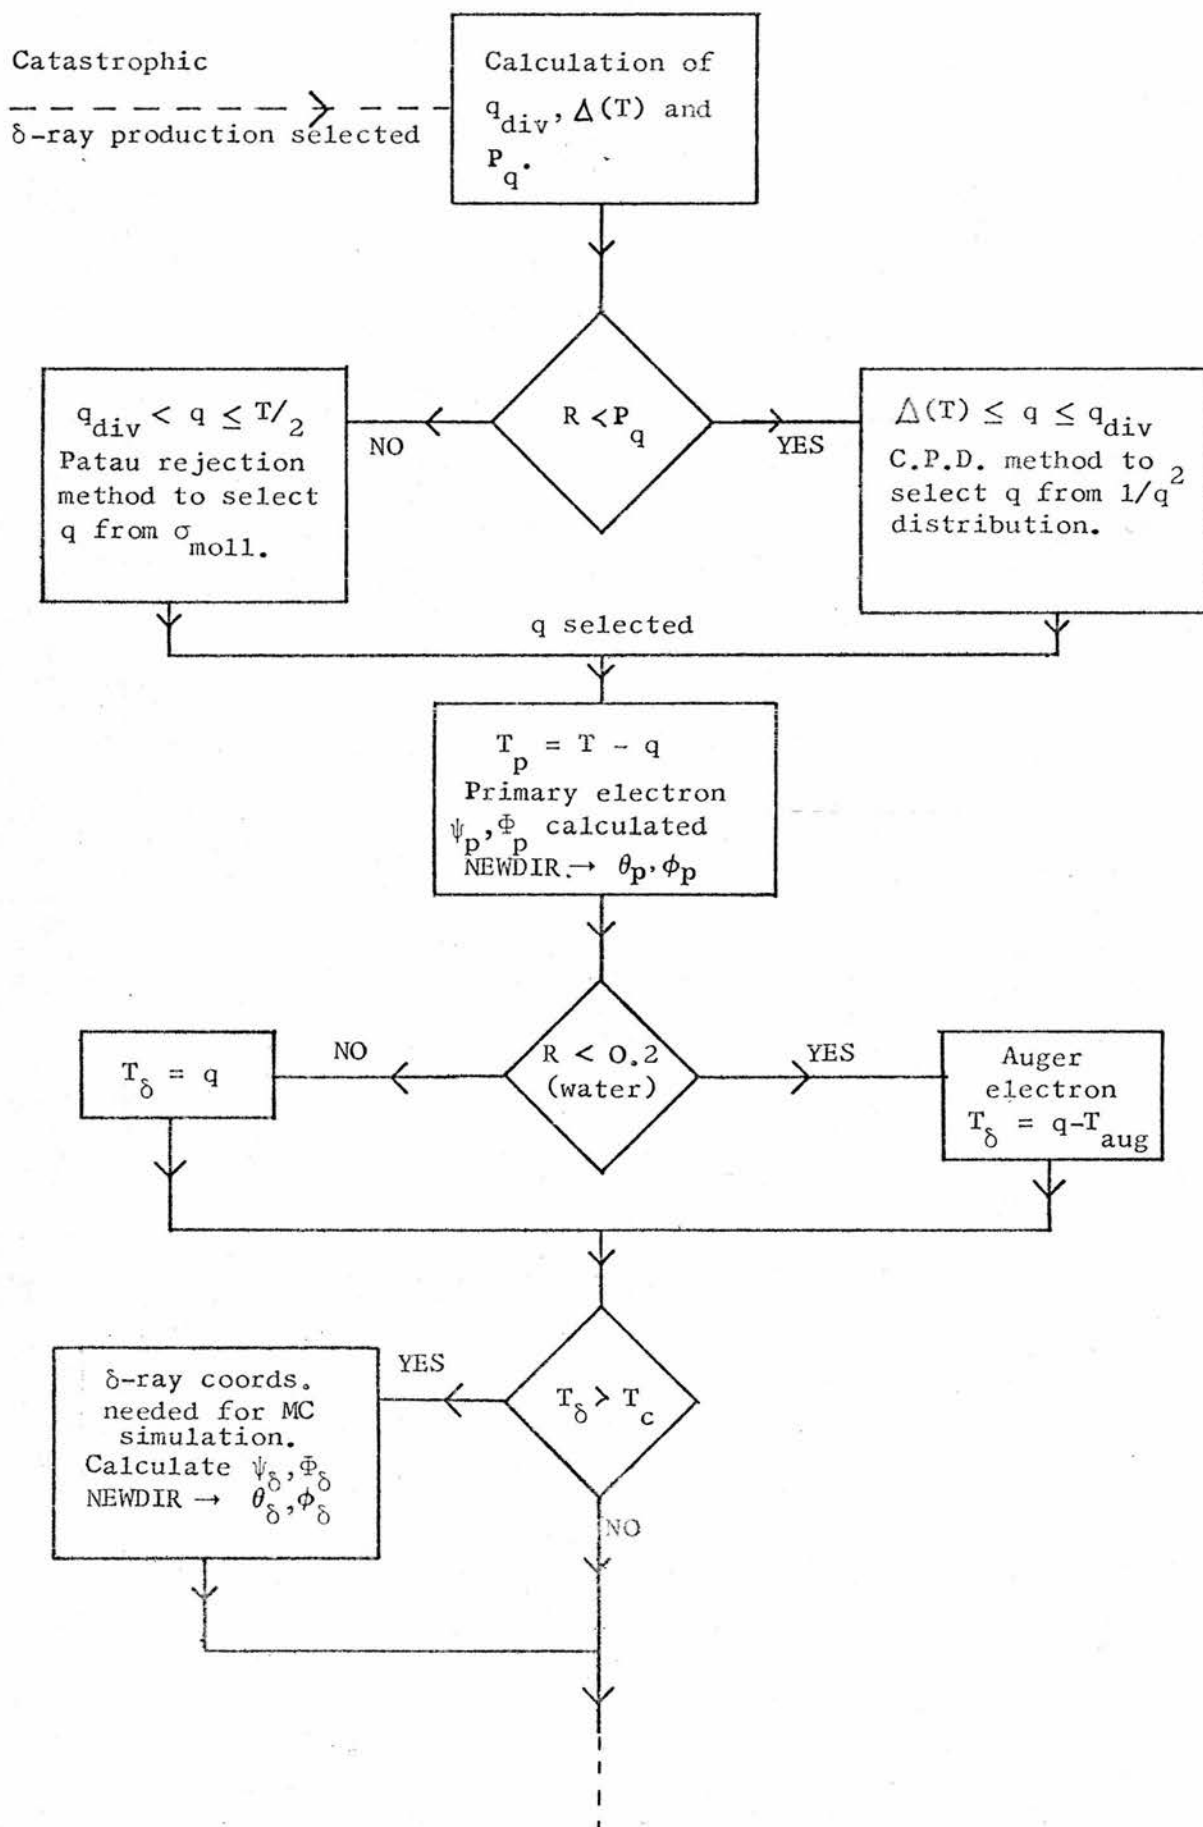 Catastrophic
δ-ray production selected
Calculation of
q_div, Δ(T) and
P_q.
R < P_q
NO
YES
q_div < q ≤ T/2
Patau rejection
method to select
q from σ_moll.
Δ(T) ≤ q ≤ q_div
C.P.D. method to
select q from 1/q²
distribution.
q selected
T_p = T - q
Primary electron
ψ_p, Φ_p calculated
NEWDIR.→ θ_p, ϕ_p
R < 0.2
(water)
NO
YES
T_δ = q
Auger
electron
T_δ = q-T_aug
T_δ > T_c
YES
NO
δ-ray coords.
needed for MC
simulation.
Calculate ψ_δ, Φ_δ
NEWDIR → θ_δ, ϕ_δ